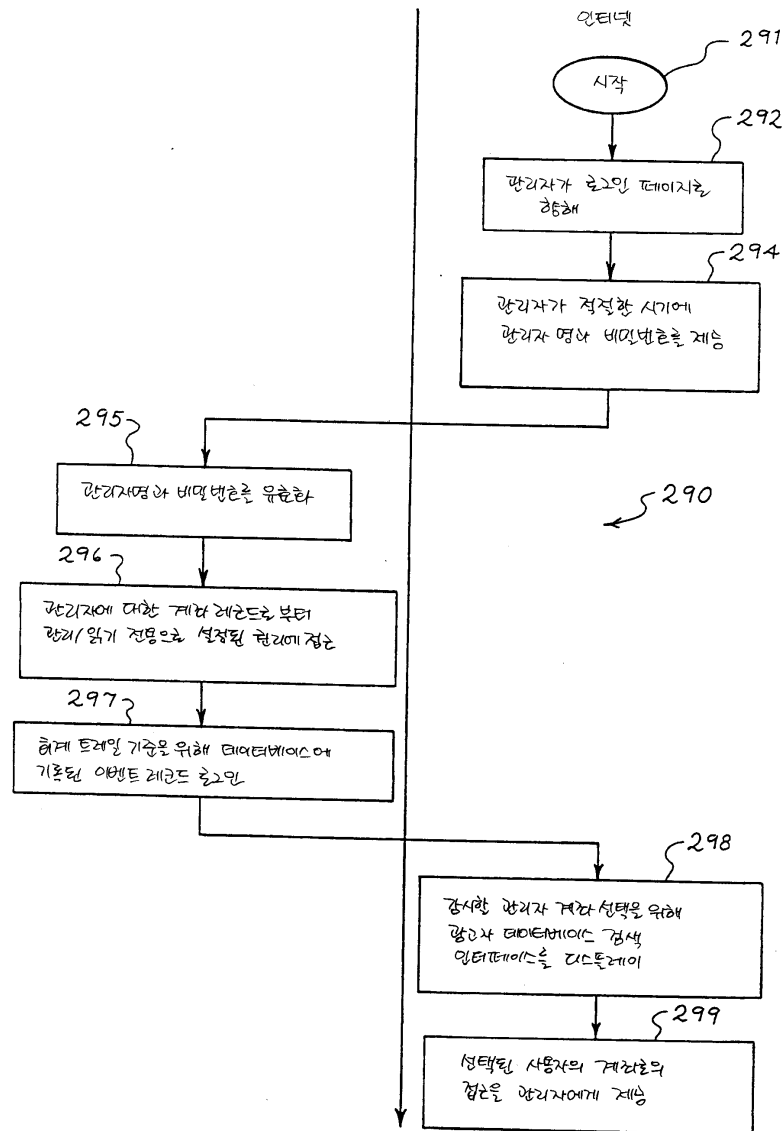 인터넷
291
시작
292
관리자가 로그인 페이지를
향해
294
관리자가 적절한 시기에
관리자 명과 비밀번호를 제공
295
관리자명과 비밀번호를 유효화
290
296
관리자에 대한 계좌 레코드로 부터
관리/읽기 전용으로 설정된 권리에 접근
297
회계 트레일 기준을 위해 데이터베이스에
기록된 이벤트 레코드 로그인
298
감시할 관리자 계좌 선택을 위해
광고자 데이터베이스 검색
인터페이스를 디스플레이
299
선택된 사용자의 계좌로의
접근을 관리자에게 제공